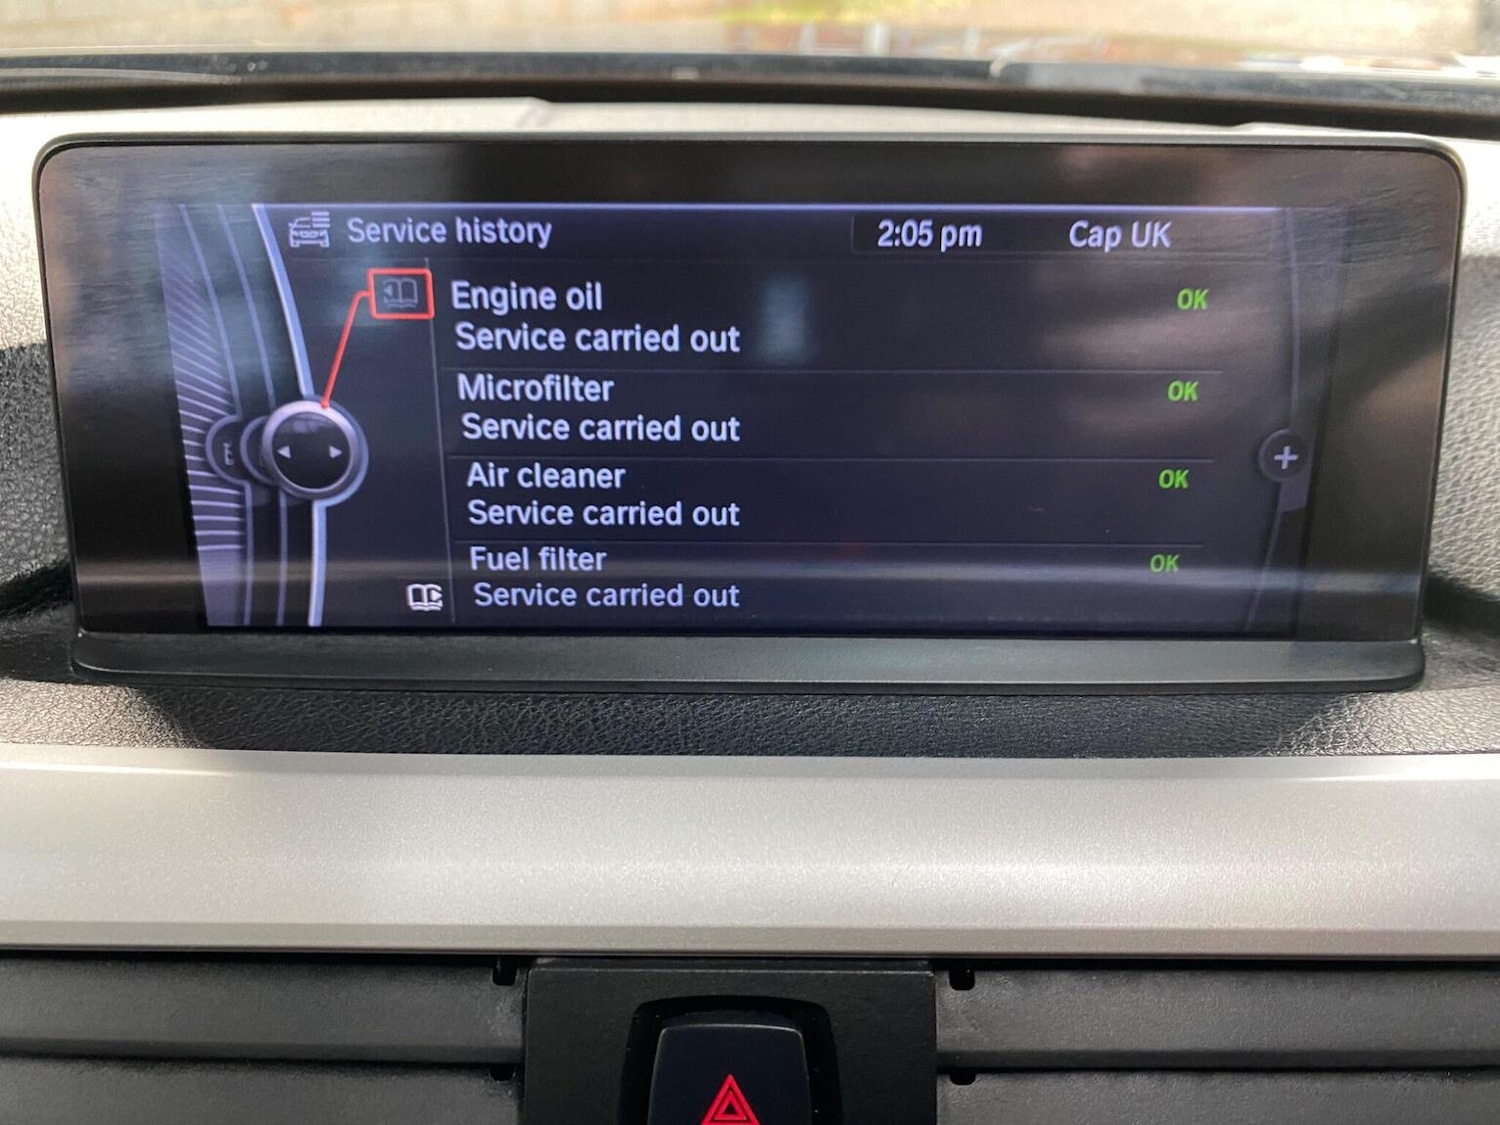 Service history 2:05 pm Cap UK
Engine oil OK
Service carried out
Microfilter OK
Service carried out
Air cleaner OK
Service carried out
Fuel filter OK
Service carried out